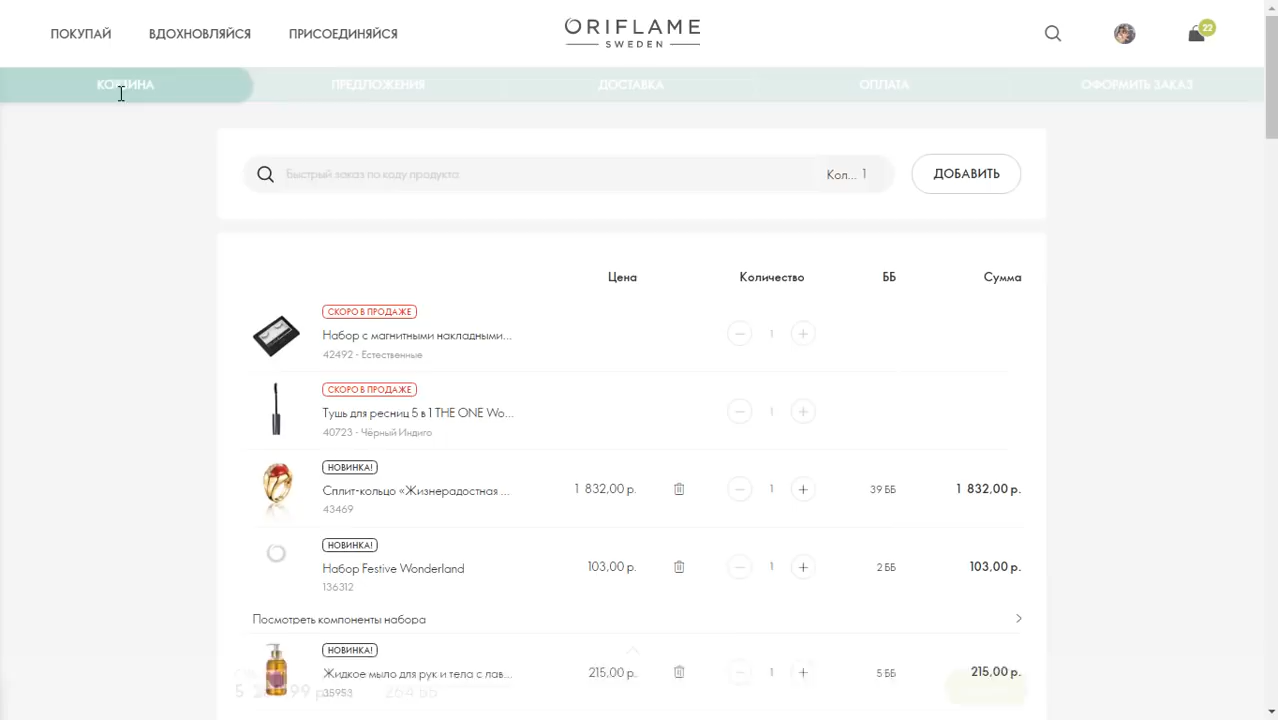 ПОКУПАЙ ВДОХНОВЛЯЙСЯ ПРИСОЕДИНЯЙСЯ ORIFLAME 22
SWEDEN
КОРЗИНА ПРЕДЛОЖЕНИЯ ДОСТАВКА ОПЛАТА ОФОРМИТЬ ЗАКАЗ
Быстрый заказ по коду продукта Кол... 1 ДОБАВИТЬ
Цена Количество ББ Сумма
СКОРО В ПРОДАЖЕ
Набор с магнитными накладными... 1
42492 - Естественные
СКОРО В ПРОДАЖЕ
Тушь для ресниц 5 в 1 THE ONE Wo... 1
40723 - Чёрный Индиго
НОВИНКА!
Сплит-кольцо «Жизнерадостная ... 1 832,00 р. 1 39 ББ 1 832,00 р.
43469
НОВИНКА!
Набор Festive Wonderland 103,00 р. 1 2 ББ 103,00 р.
136312
Посмотреть компоненты набора
НОВИНКА!
Жидкое мыло для рук и тела с лав... 215,00 р. 1 5 ББ 215,00 р.
35953 264 ББ